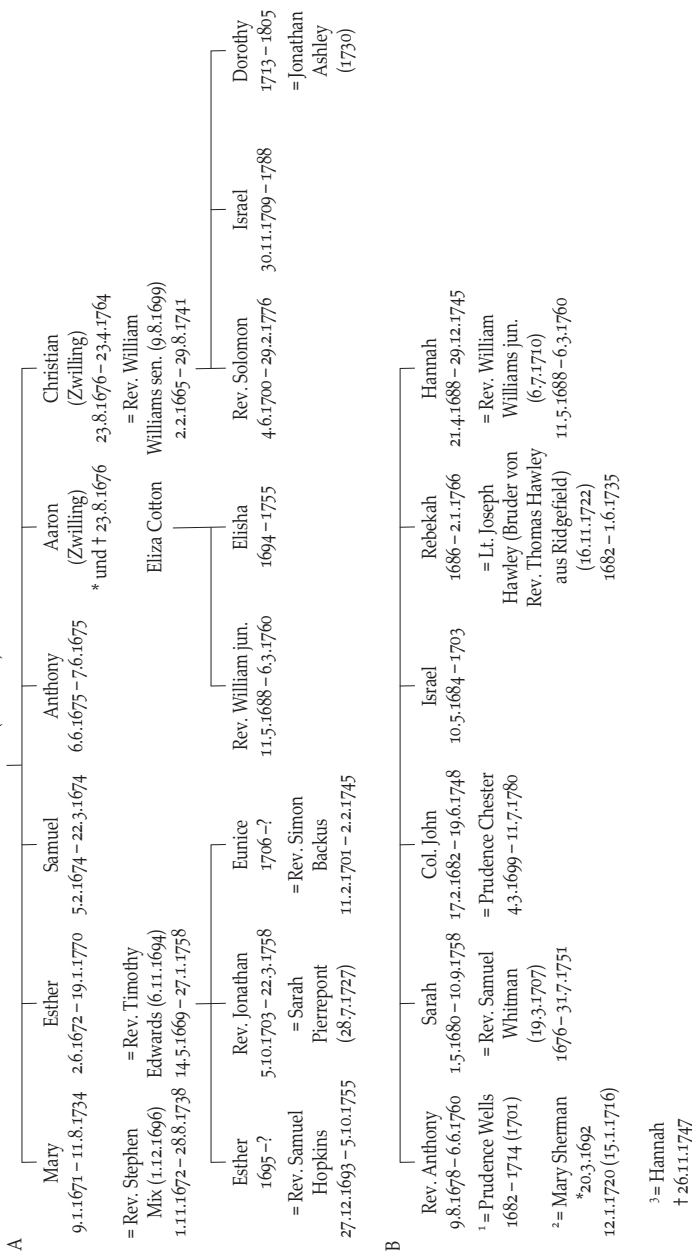 A
Mary
9.1.1671 – 11.8.1734
= Rev. Stephen
Mix (1.12.1696)
1.11.1672 – 28.8.1738
Esther
2.6.1672 – 19.1.1770
= Rev. Timothy
Edwards (6.11.1694)
14.5.1669 – 27.1.1758
Samuel
5.2.1674 – 22.3.1674
Anthony
6.6.1675 – 7.6.1675
Aaron
(Zwilling)
* und † 23.8.1676
Christian
(Zwilling)
23.8.1676 – 23.4.1764
= Rev. William
Williams sen. (9.8.1699)
2.2.1665 – 29.8.1741
Eliza Cotton
Esther
1695 – ?
= Rev. Samuel
Hopkins
27.12.1693 – 5.10.1755
Rev. Jonathan
5.10.1703 – 22.3.1758
= Sarah
Pierrepont
(28.7.1727)
Eunice
1706 – ?
= Rev. Simon
Backus
11.2.1701 – 2.2.1745
Rev. William jun.
11.5.1688 – 6.3.1760
Elisha
1694 – 1755
Rev. Solomon
4.6.1700 – 29.2.1776
Israel
30.11.1709 – 1788
Dorothy
1713 – 1805
= Jonathan
Ashley
(1730)
B
Rev. Anthony
9.8.1678 – 6.6.1760
¹ = Prudence Wells
1682 – 1714 (1701)
² = Mary Sherman
*20.3.1692
12.1.1720 (15.1.1716)
³ = Hannah
† 26.11.1747
Sarah
1.5.1680 – 10.9.1758
= Rev. Samuel
Whitman
(19.3.1707)
1676 – 31.7.1751
Col. John
17.2.1682 – 19.6.1748
= Prudence Chester
4.3.1699 – 11.7.1780
Israel
10.5.1684 – 1703
Rebekah
1686 – 2.1.1766
= Lt. Joseph
Hawley (Bruder von
Rev. Thomas Hawley
aus Ridgefield)
(16.11.1722)
1682 – 1.6.1735
Hannah
21.4.1688 – 29.12.1745
= Rev. William
Williams jun.
(6.7.1710)
11.5.1688 – 6.3.1760